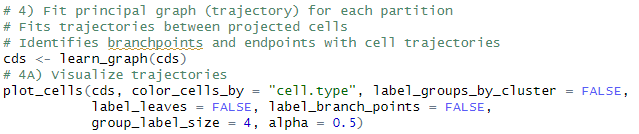 # 4) Fit principal graph (trajectory) for each partition
# Fits trajectories between projected cells
# Identifies branchpoints and endpoints with cell trajectories
cds <- learn_graph(cds)
# 4A) Visualize trajectories
plot_cells(cds, color_cells_by = "cell.type", label_groups_by_cluster = FALSE,
label_leaves = FALSE, label_branch_points = FALSE,
group_label_size = 4, alpha = 0.5)